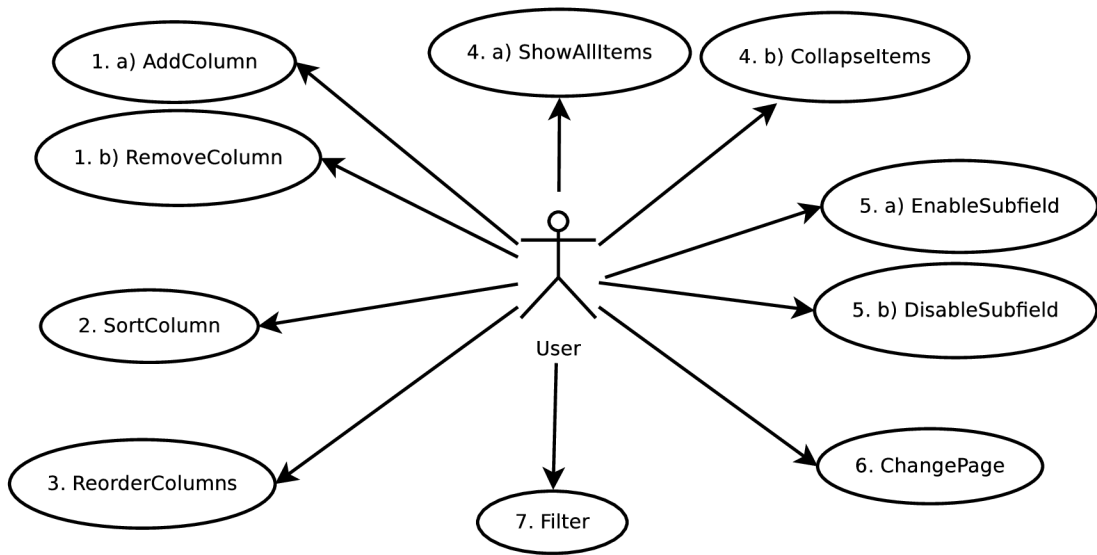 1. a) AddColumn
4. a) ShowAllItems
4. b) CollapseItems
1. b) RemoveColumn
5. a) EnableSubfield
2. SortColumn
5. b) DisableSubfield
User
3. ReorderColumns
6. ChangePage
7. Filter